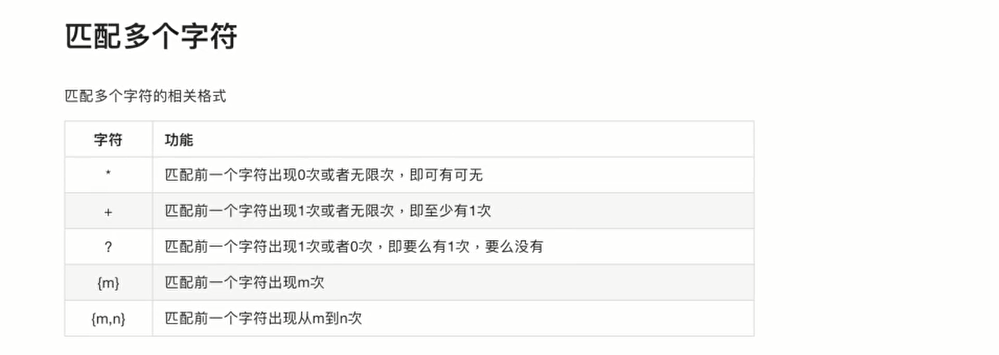 匹配多个字符
匹配多个字符的相关格式
字符 功能
* 匹配前一个字符出现0次或者无限次，即可有可无
+ 匹配前一个字符出现1次或者无限次，即至少有1次
? 匹配前一个字符出现1次或者0次，即要么有1次，要么没有
{m} 匹配前一个字符出现m次
{m,n} 匹配前一个字符出现从m到n次